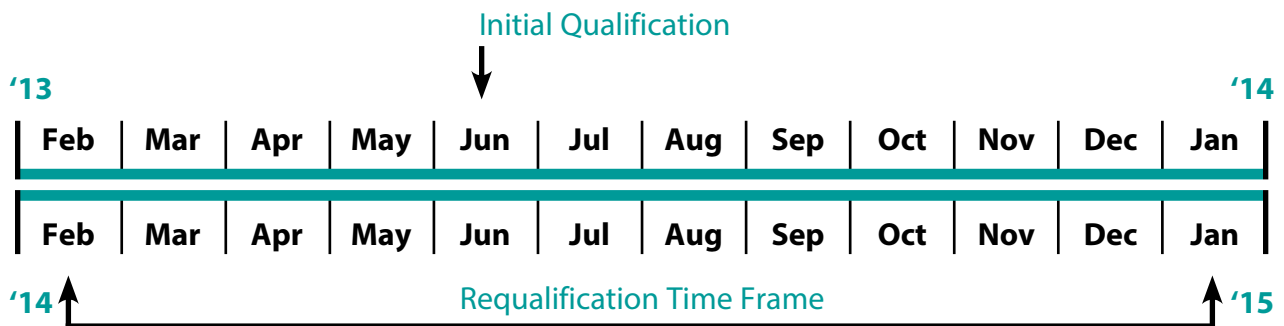 Initial Qualification
‘13 ‘14
Feb Mar Apr May Jun Jul Aug Sep Oct Nov Dec Jan
Feb Mar Apr May Jun Jul Aug Sep Oct Nov Dec Jan
‘14 Requalification Time Frame ‘15